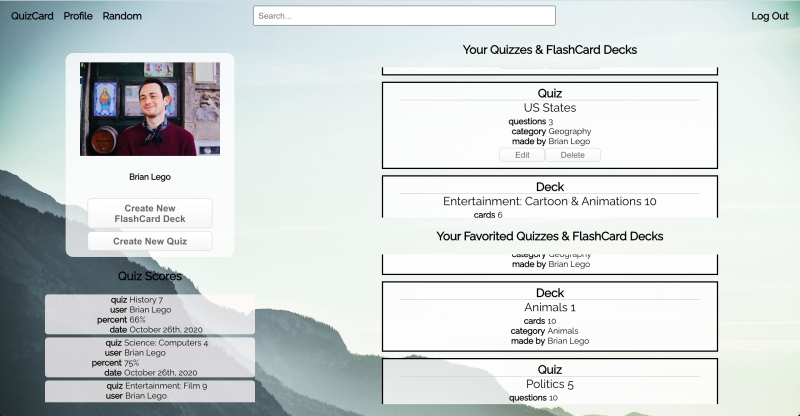 QuizCard Profile Random
Search...
Log Out
Brian Lego
Create New
FlashCard Deck
Create New Quiz
Quiz Scores
quiz History 7
user Brian Lego
percent 66%
date October 26th, 2020
quiz Science: Computers 4
user Brian Lego
percent 75%
date October 26th, 2020
quiz Entertainment: Film 9
user Brian Lego
Your Quizzes & FlashCard Decks
Quiz
US States
questions 3
category Geography
made by Brian Lego
Edit Delete
Deck
Entertainment: Cartoon & Animations 10
cards 6
Your Favorited Quizzes & FlashCard Decks
category Geography
made by Brian Lego
Deck
Animals 1
cards 10
category Animals
made by Brian Lego
Quiz
Politics 5
questions 10